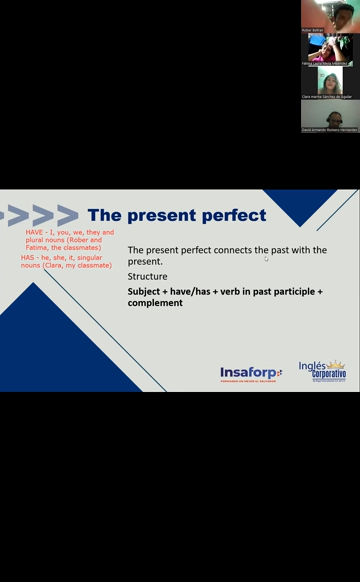 Rober Beltran
The present perfect
HAVE - I, you, we, they and
plural nouns (Rober and
Fatima, the classmates)
HAS - he, she, it, singular
nouns (Clara, my classmate)
The present perfect connects the past with the
present.
Structure
Subject + have/has + verb in past participle +
complement
Insaforp
Inglés
Corporativo